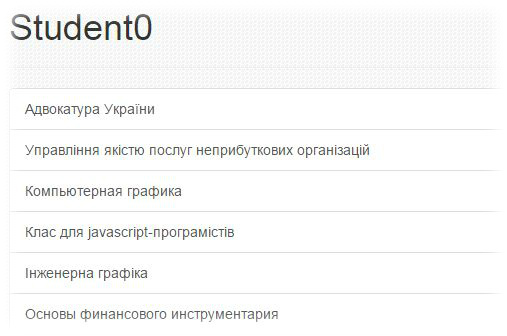 Student0
Адвокатура України
Управління якістю послуг неприбуткових організацій
Компьютерная графика
Клас для javascript-програмістів
Інженерна графіка
Основы финансового инструментария